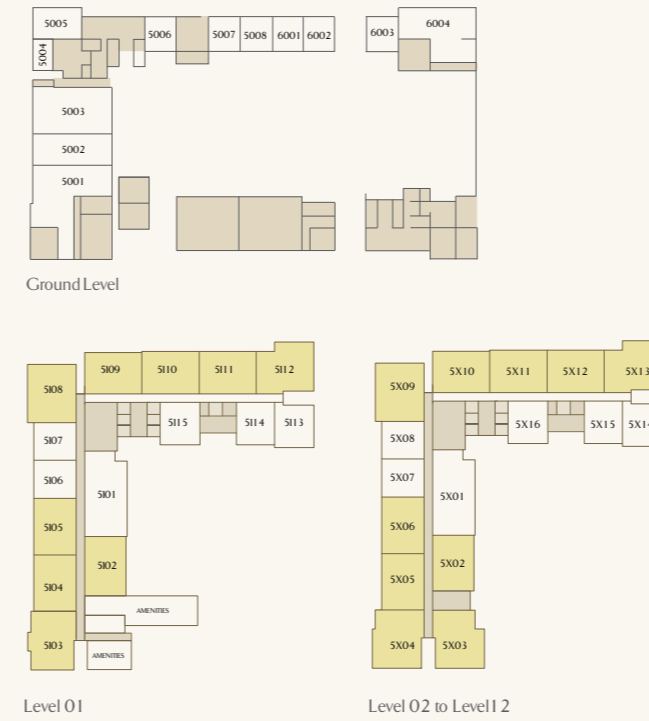 5005 5004 5006 5007 5008 6001 6002 6003 6004
5003
5002
5001
Ground Level
5108 5109 5110 5111 5112
5107 5115 5114 5113
5106 5101
5105
5102
5104
AMENITIES
5103
AMENITIES
Level 01
5X09 5X10 5X11 5X12 5X13
5X08 5X16 5X15 5X14
5X07 5X01
5X06
5X02
5X05
5X04 5X03
Level 02 to Level12